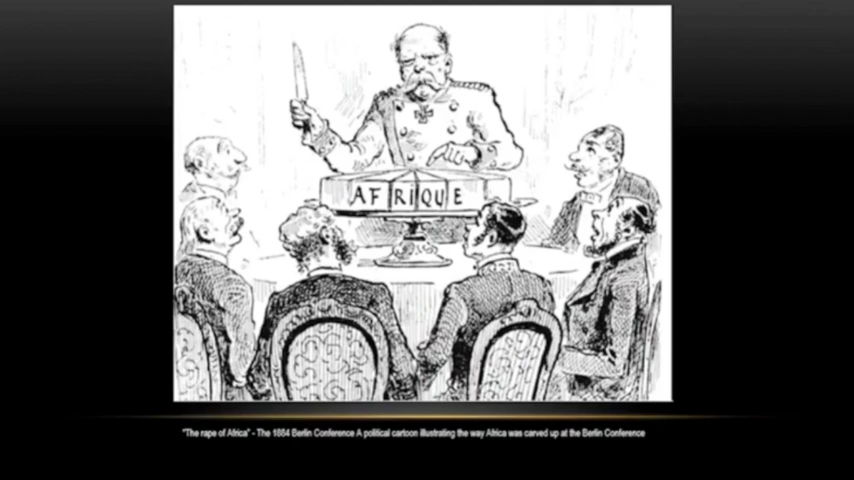 AFRIQUE
"The rape of Africa" - The 1884 Berlin Conference A political cartoon illustrating the way Africa was carved up at the Berlin Conference